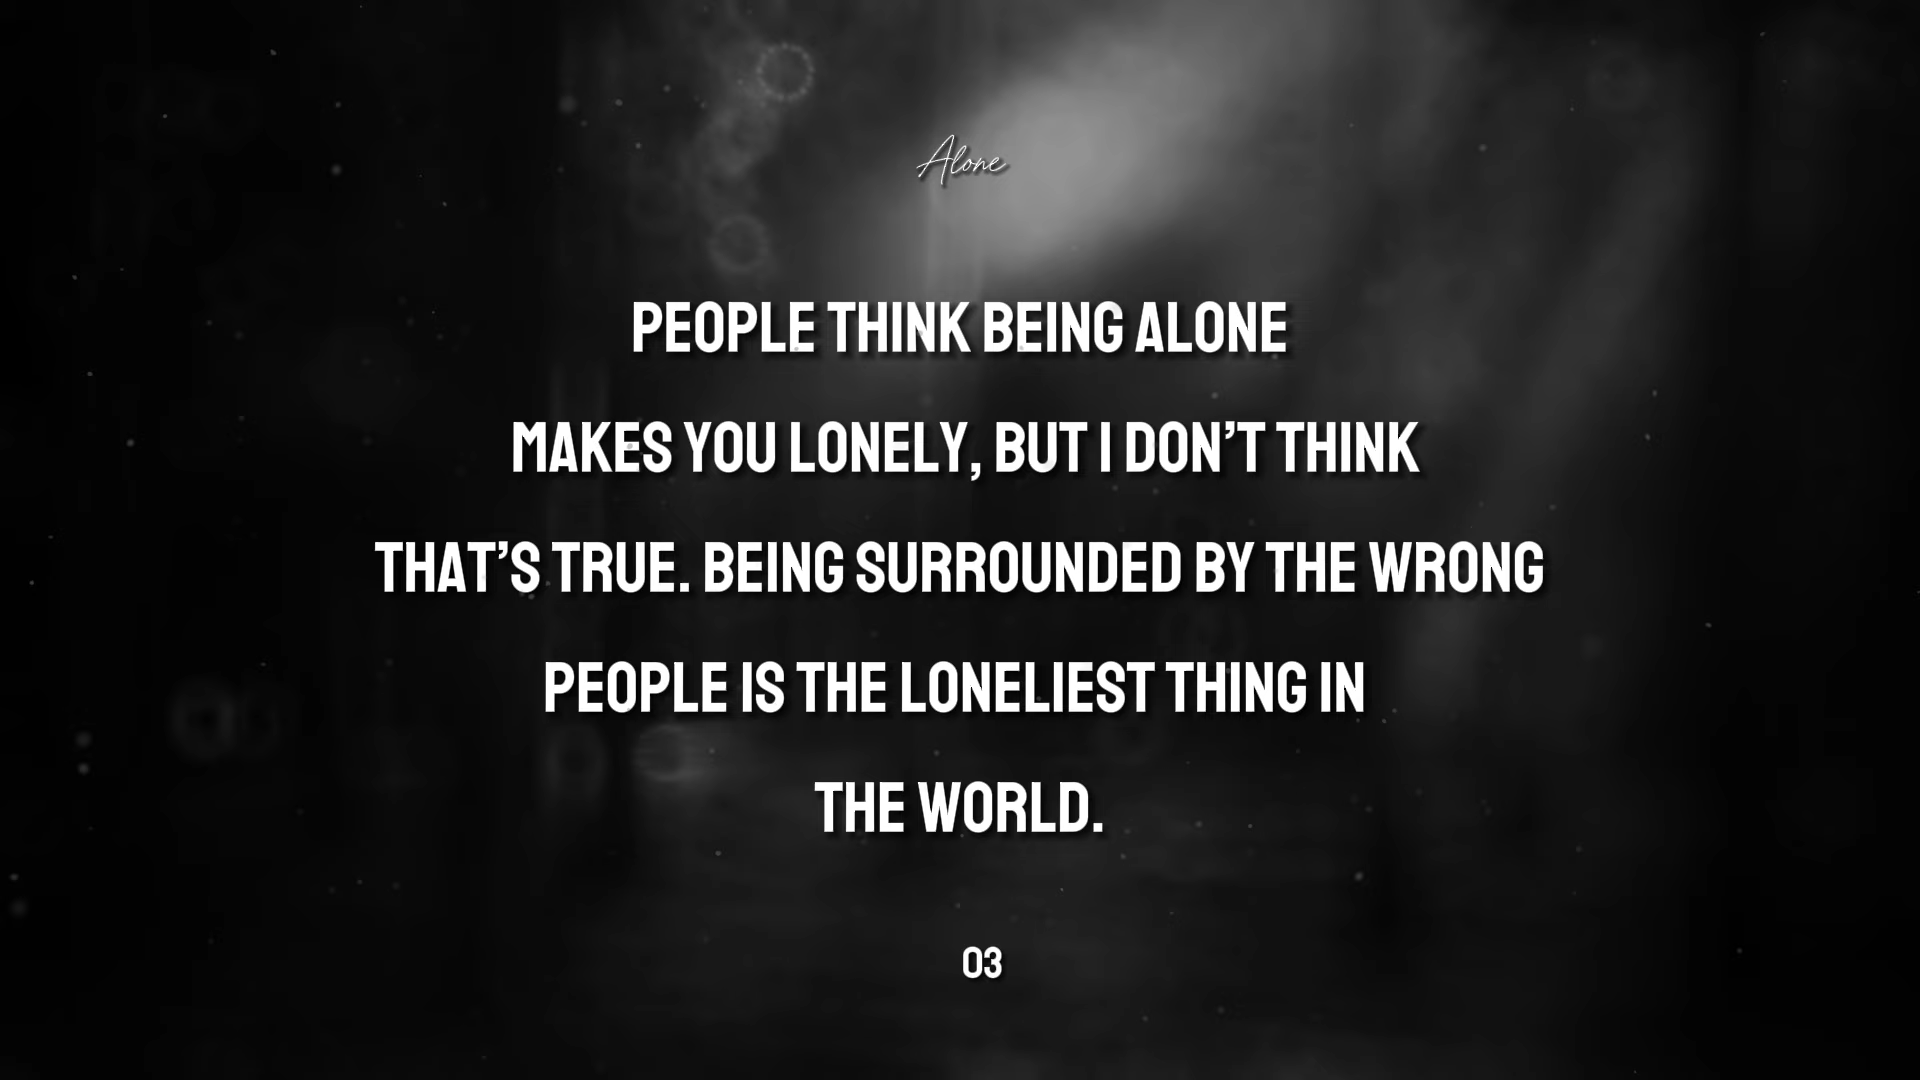 Alone
PEOPLE THINK BEING ALONE
MAKES YOU LONELY, BUT I DON’T THINK
THAT’S TRUE. BEING SURROUNDED BY THE WRONG
PEOPLE IS THE LONELIEST THING IN
THE WORLD.
03